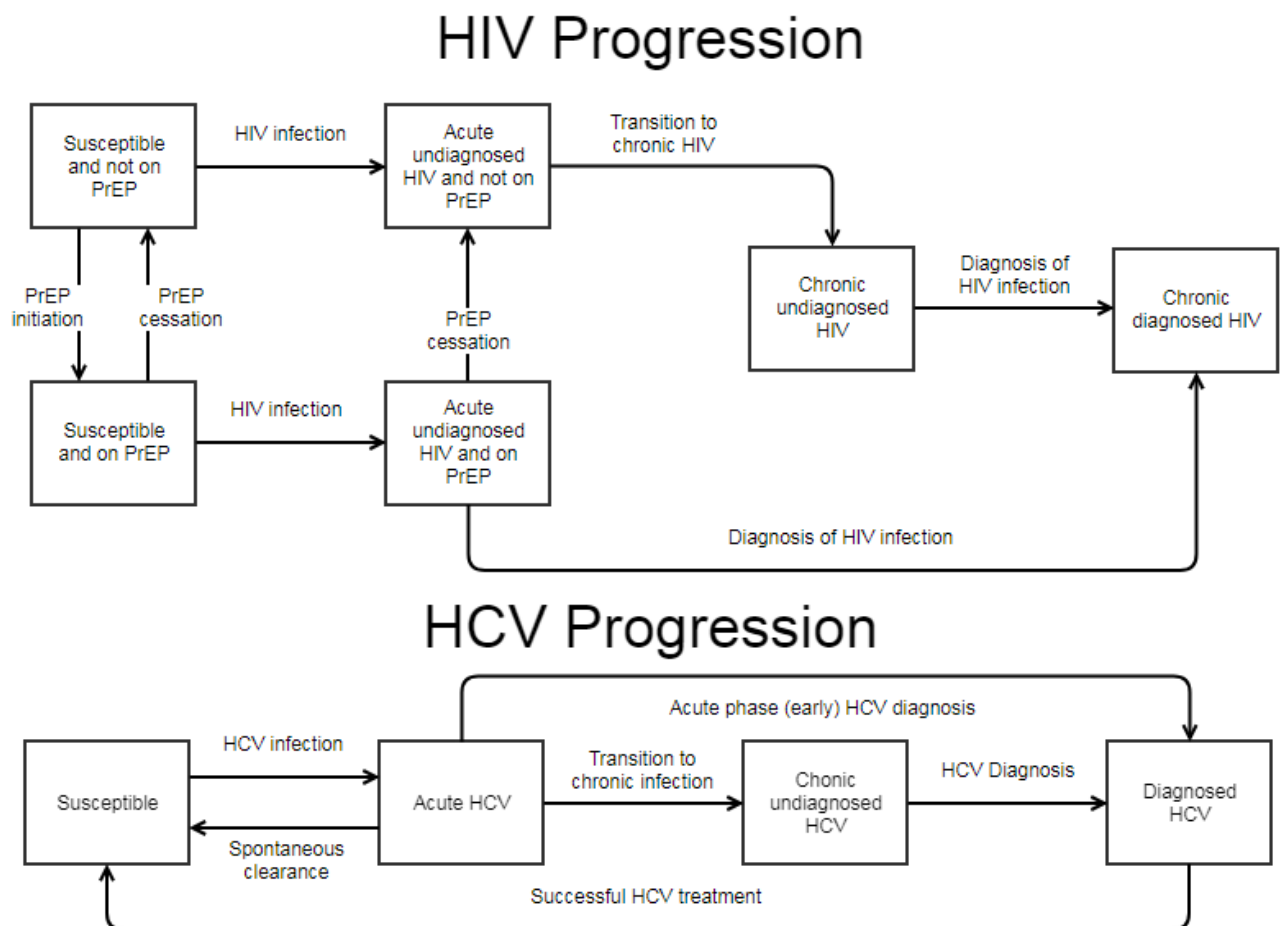 HIV Progression
Susceptible
and not on
PrEP
HIV infection
Acute
undiagnosed
HIV and not on
PrEP
Transition to
chronic HIV
PrEP
initiation
PrEP
cessation
PrEP
cessation
Chronic
undiagnosed
HIV
Diagnosis of
HIV infection
Chronic
diagnosed HIV
Susceptible
and on PrEP
HIV infection
Acute
undiagnosed
HIV and on
PrEP
Diagnosis of HIV infection
HCV Progression
Acute phase (early) HCV diagnosis
Susceptible
HCV infection
Spontaneous
clearance
Acute HCV
Transition to
chronic infection
Chonic
undiagnosed
HCV
HCV Diagnosis
Diagnosed
HCV
Successful HCV treatment